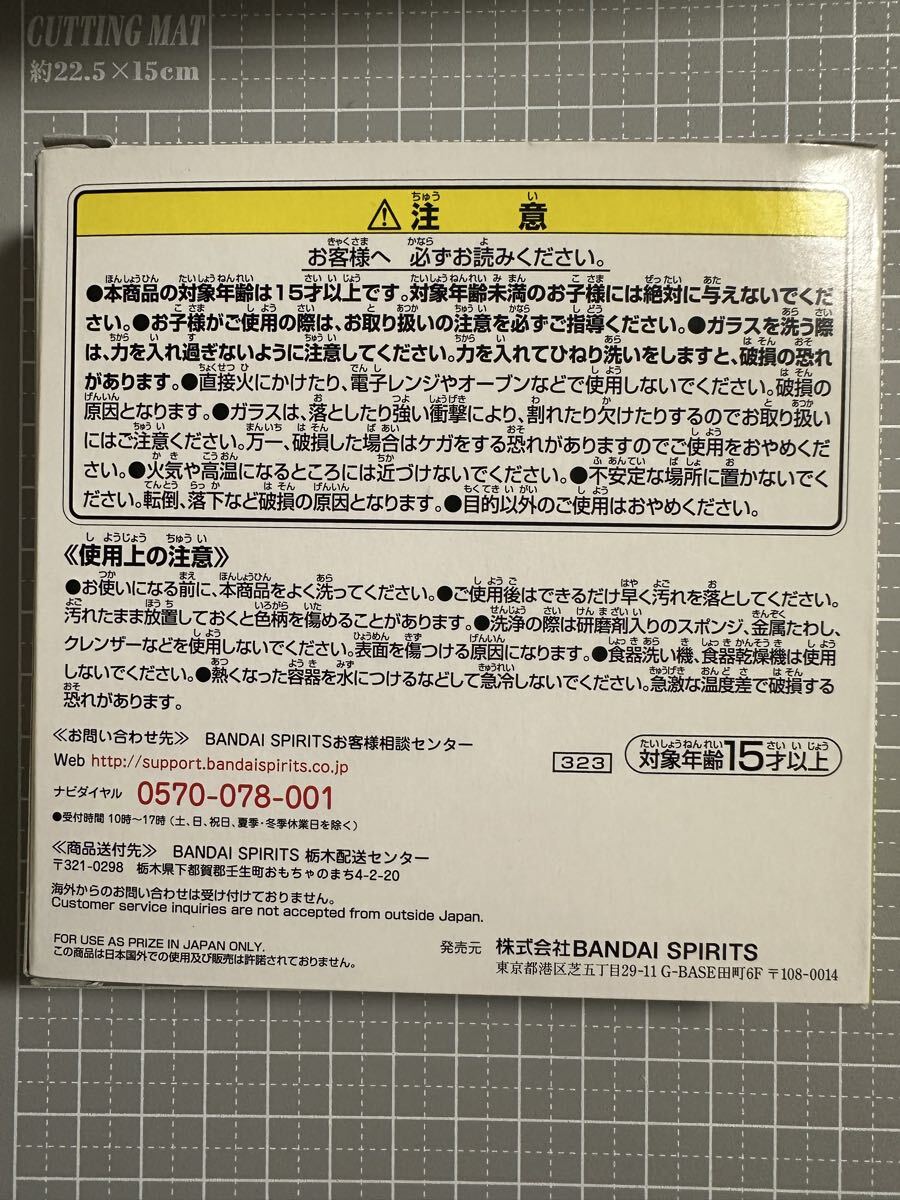 CUTTING MAT
約22.5×15cm
⚠注 意
お客様へ 必ずお読みください。
●本商品の対象年齢は15才以上です。対象年齢未満のお子様には絶対に与えないでくだ
さい。●お子様がご使用の際は、お取り扱いの注意を必ずご指導ください。●ガラスを洗う際
は、力を入れ過ぎないように注意してください。力を入れてひねり洗いをしますと、破損の恐れ
があります。●直接火にかけたり、電子レンジやオーブンなどで使用しないでください。破損の
原因となります。●ガラスは、落としたり強い衝撃により、割れたり欠けたりするのでお取り扱い
にはご注意ください。万一、破損した場合はケガをする恐れがありますのでご使用をおやめくだ
さい。●火気や高温になるところには近づけないでください。●不安定な場所に置かないでく
ださい。転倒、落下など破損の原因となります。●目的以外のご使用はおやめください。
《使用上の注意》
●お使いになる前に、本商品をよく洗ってください。●ご使用後はできるだけ早く汚れを落としてください。
汚れたまま放置しておくと色柄を傷めることがあります。●洗浄の際は研磨剤入りのスポンジ、金属たわし、
クレンザーなどを使用しないでください。表面を傷つける原因になります。●食器洗い機、食器乾燥機は使用
しないでください。●熱くなった容器を水につけるなどして急冷しないでください。急激な温度差で破損する
恐れがあります。
≪お問い合わせ先≫ BANDAI SPIRITSお客様相談センター
Web http://support.bandaispirits.co.jp
323
対象年齢15才以上
ナビダイヤル 0570-078-001
●受付時間 10時～17時(土、日、祝日、夏季・冬季休業日を除く)
≪商品送付先≫ BANDAI SPIRITS 栃木配送センター
〒321-0298 栃木県下都賀郡壬生町おもちゃのまち4-2-20
海外からのお問い合わせは受け付けておりません。
Customer service inquiries are not accepted from outside Japan.
FOR USE AS PRIZE IN JAPAN ONLY.
この商品は日本国外での使用及び販売は許諾されておりません。
発売元 株式会社BANDAI SPIRITS
東京都港区芝五丁目29-11 G-BASE田町6F 〒108-0014